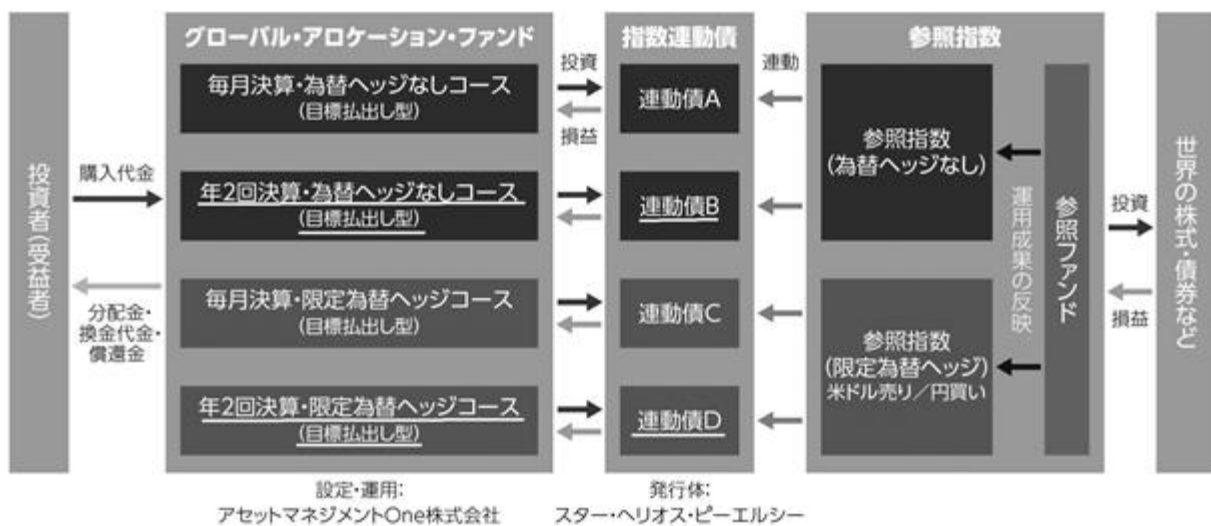 グローバル・アロケーション・ファンド
指数連動債
参照指数
投資者(受益者)
購入代金
分配金・
換金代金・
償還金
毎月決算・為替ヘッジなしコース
(目標払出し型)
年2回決算・為替ヘッジなしコース
(目標払出し型)
毎月決算・限定為替ヘッジコース
(目標払出し型)
年2回決算・限定為替ヘッジコース
(目標払出し型)
投資
損益
連動債A
連動債B
連動債C
連動債D
連動
参照指数
(為替ヘッジなし)
参照指数
(限定為替ヘッジ)
米ドル売り/円買い
運用成果の反映
参照ファンド
投資
損益
世界の株式・債券など
設定・運用:
アセットマネジメントOne株式会社
発行体:
スター・ヘリオス・ピーエルシー